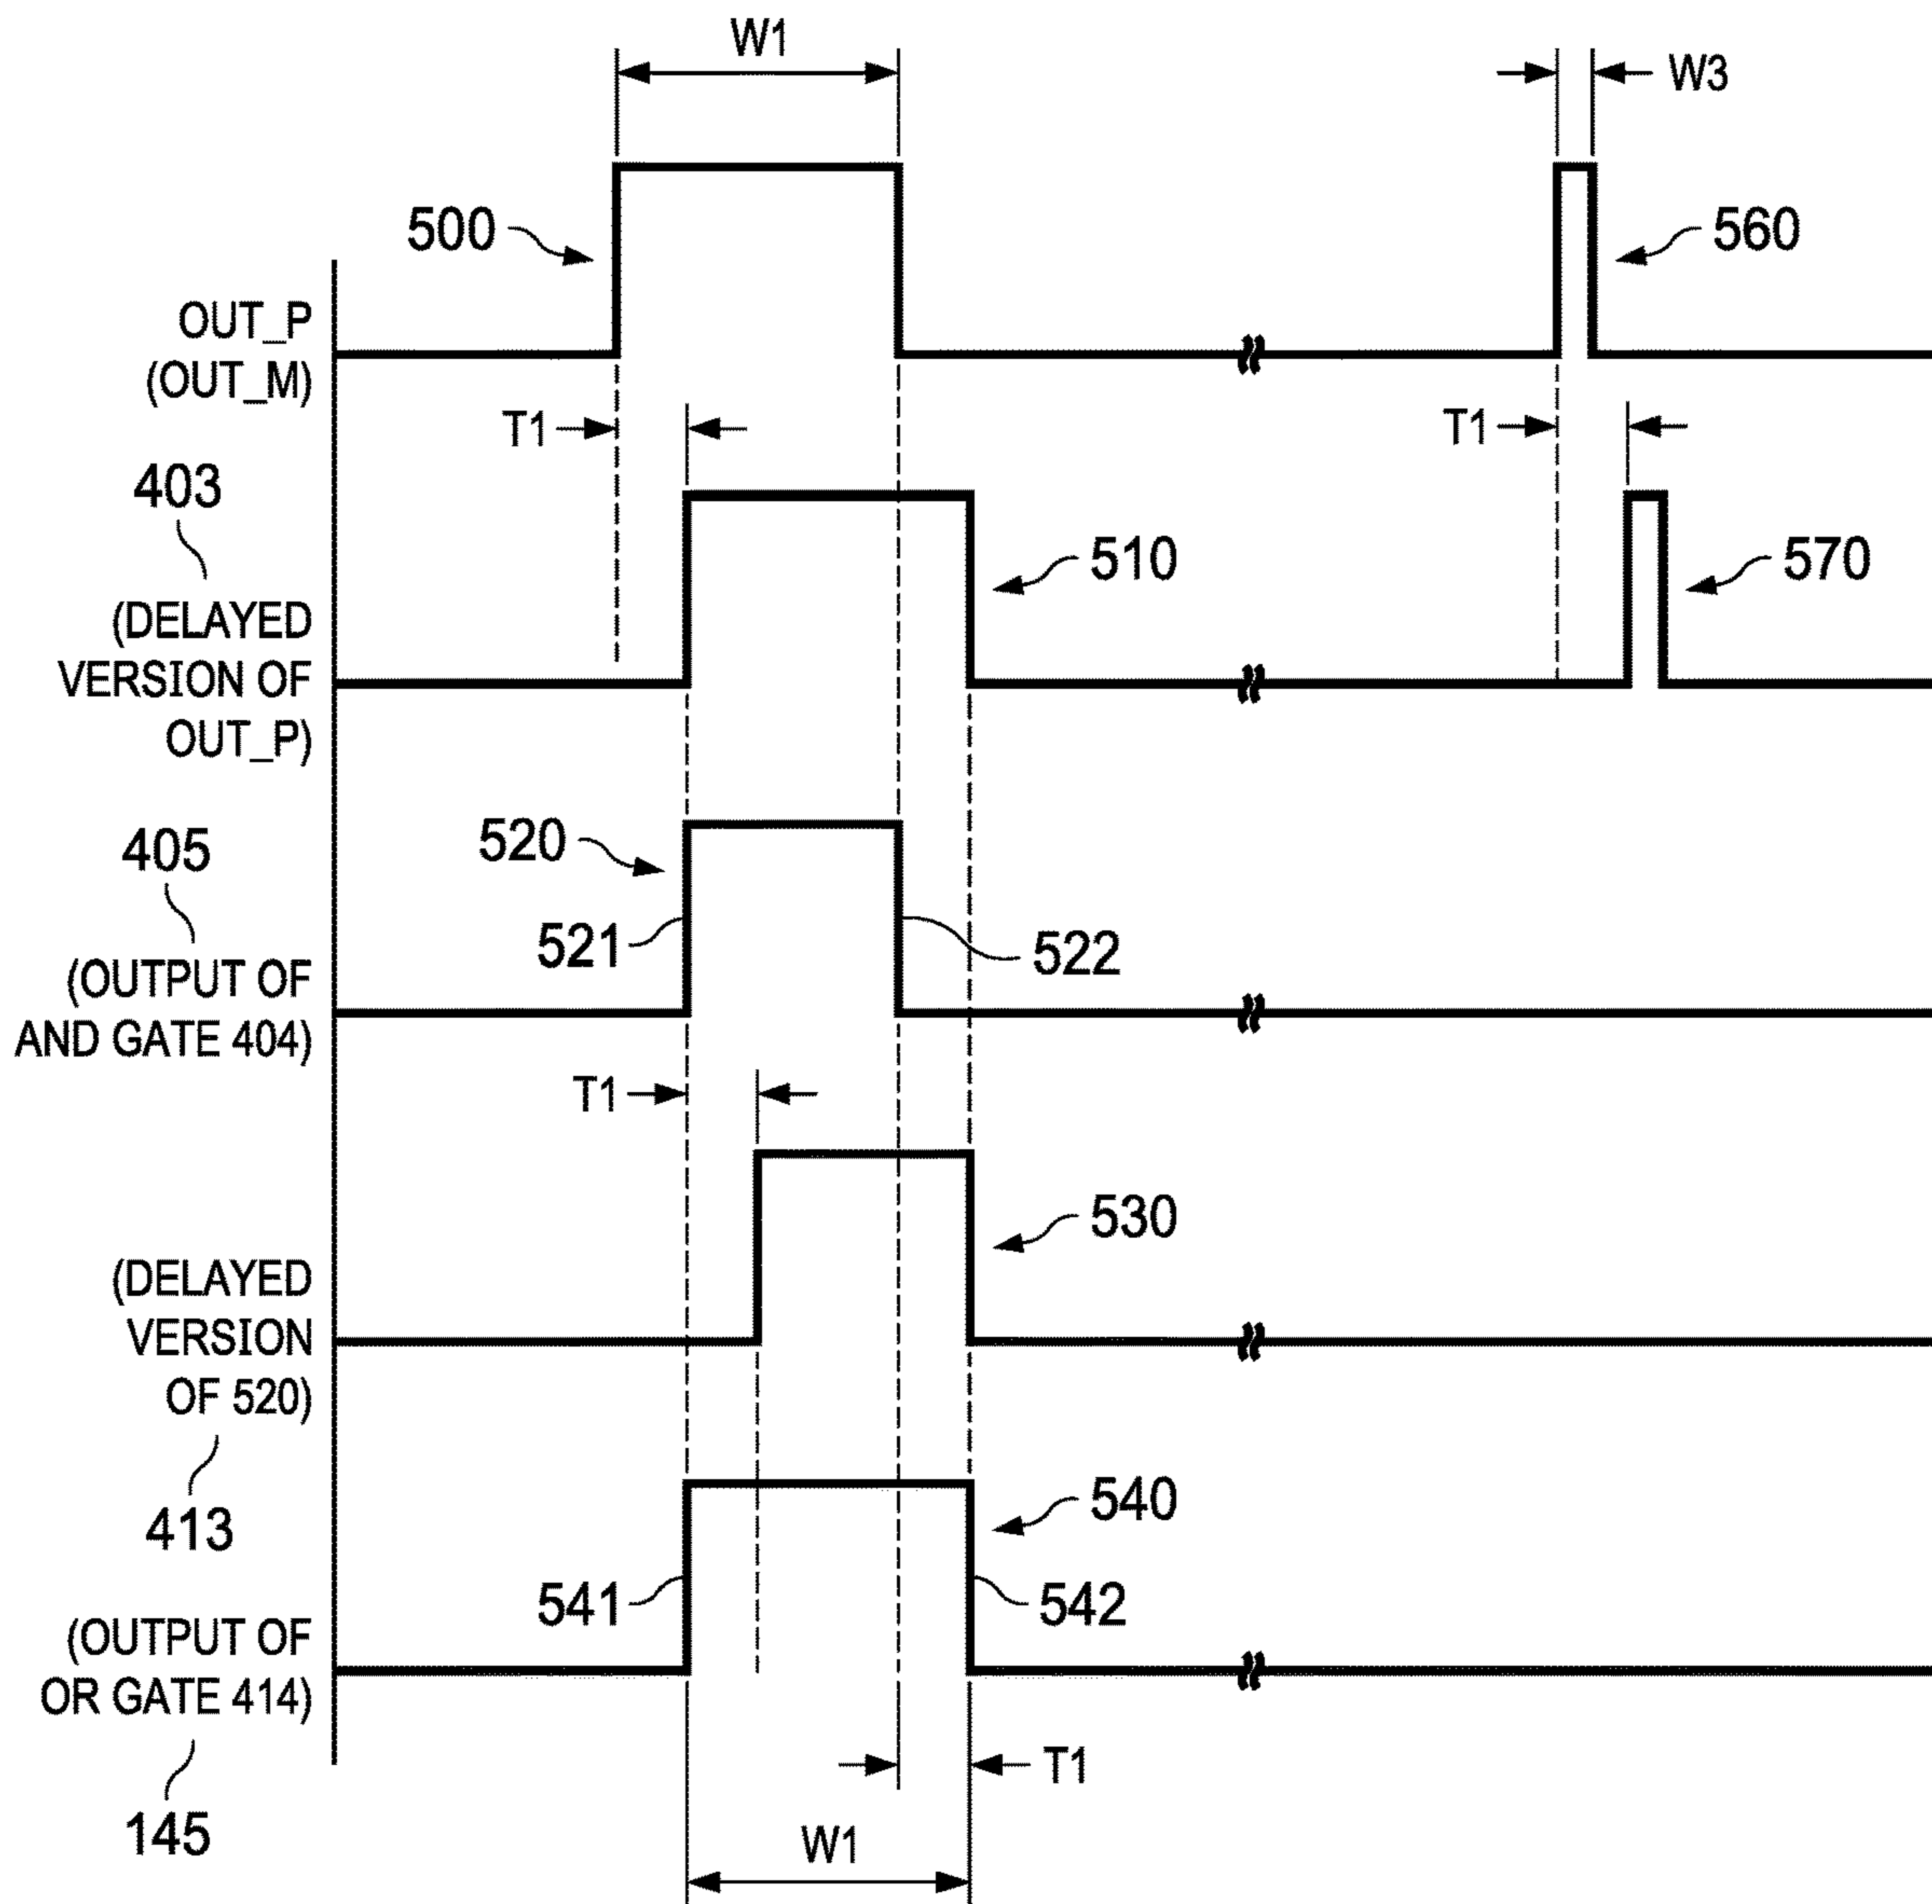 W1
W3
500
560
OUT_P
(OUT_M)
T1
T1
403
510
570
(DELAYED
VERSION OF
OUT_P)
520
405
521
522
(OUTPUT OF
AND GATE 404)
T1
530
(DELAYED
VERSION
OF 520)
413
540
541
542
(OUTPUT OF
OR GATE 414)
T1
145
W1